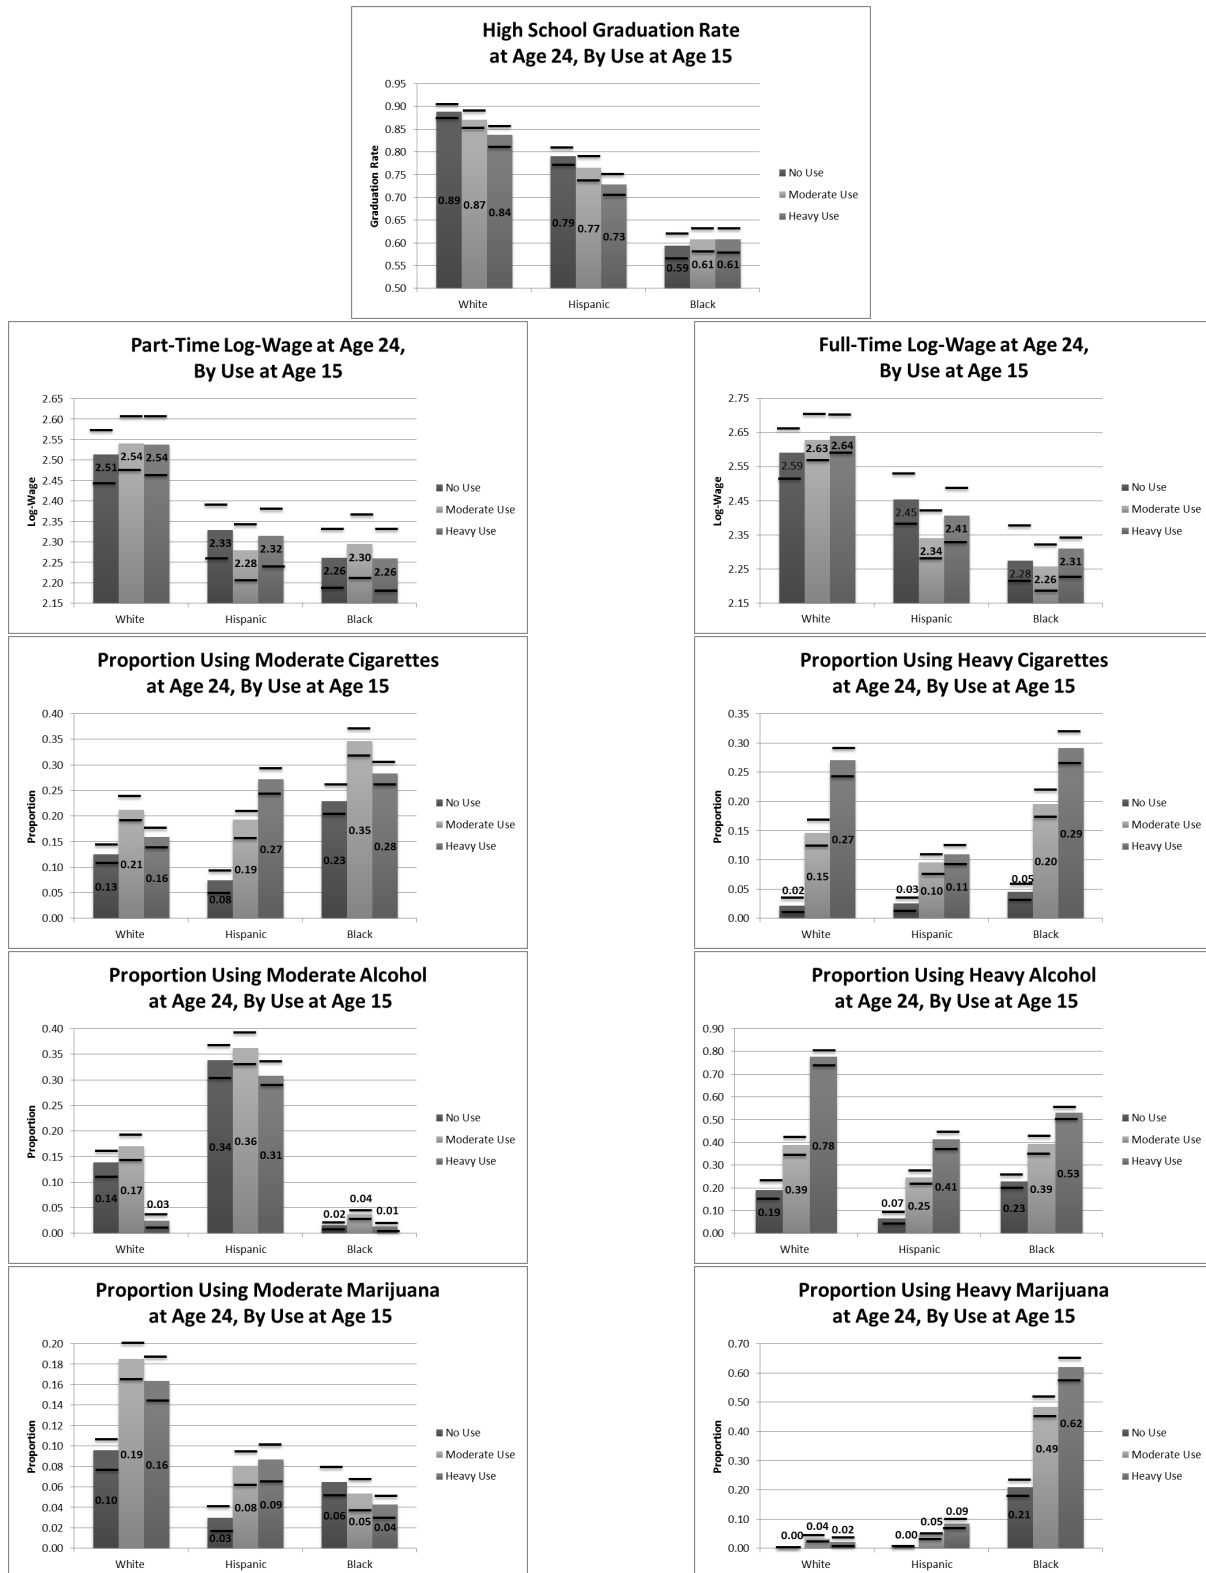 High School Graduation Rate
at Age 24, By Use at Age 15
Graduation Rate
0.95
0.90
0.85
0.80
0.75
0.70
0.65
0.60
0.55
0.50
0.89
0.87
0.84
0.79
0.77
0.73
0.59
0.61
0.61
White
Hispanic
Black
No Use
Moderate Use
Heavy Use
Part-Time Log-Wage at Age 24,
By Use at Age 15
Log-Wage
2.65
2.60
2.55
2.50
2.45
2.40
2.35
2.30
2.25
2.20
2.15
2.51
2.54
2.54
2.33
2.28
2.32
2.26
2.30
2.26
White
Hispanic
Black
No Use
Moderate Use
Heavy Use
Full-Time Log-Wage at Age 24,
By Use at Age 15
Log-Wage
2.75
2.65
2.55
2.45
2.35
2.25
2.15
2.59
2.63
2.64
2.45
2.34
2.41
2.28
2.26
2.31
White
Hispanic
Black
No Use
Moderate Use
Heavy Use
Proportion Using Moderate Cigarettes
at Age 24, By Use at Age 15
Proportion
0.40
0.35
0.30
0.25
0.20
0.15
0.10
0.05
0.00
0.13
0.21
0.16
0.08
0.19
0.27
0.23
0.35
0.28
White
Hispanic
Black
No Use
Moderate Use
Heavy Use
Proportion Using Heavy Cigarettes
at Age 24, By Use at Age 15
Proportion
0.35
0.30
0.25
0.20
0.15
0.10
0.05
0.00
0.02
0.15
0.27
0.03
0.10
0.11
0.05
0.20
0.29
White
Hispanic
Black
No Use
Moderate Use
Heavy Use
Proportion Using Moderate Alcohol
at Age 24, By Use at Age 15
Proportion
0.40
0.35
0.30
0.25
0.20
0.15
0.10
0.05
0.00
0.14
0.17
0.03
0.34
0.36
0.31
0.02
0.04
0.01
White
Hispanic
Black
No Use
Moderate Use
Heavy Use
Proportion Using Heavy Alcohol
at Age 24, By Use at Age 15
Proportion
0.90
0.80
0.70
0.60
0.50
0.40
0.30
0.20
0.10
0.00
0.19
0.39
0.78
0.07
0.25
0.41
0.23
0.39
0.53
White
Hispanic
Black
No Use
Moderate Use
Heavy Use
Proportion Using Moderate Marijuana
at Age 24, By Use at Age 15
Proportion
0.20
0.18
0.16
0.14
0.12
0.10
0.08
0.06
0.04
0.02
0.00
0.10
0.19
0.16
0.03
0.08
0.09
0.06
0.05
0.04
White
Hispanic
Black
No Use
Moderate Use
Heavy Use
Proportion Using Heavy Marijuana
at Age 24, By Use at Age 15
Proportion
0.70
0.60
0.50
0.40
0.30
0.20
0.10
0.00
0.00
0.04
0.02
0.00
0.05
0.09
0.21
0.49
0.62
White
Hispanic
Black
No Use
Moderate Use
Heavy Use